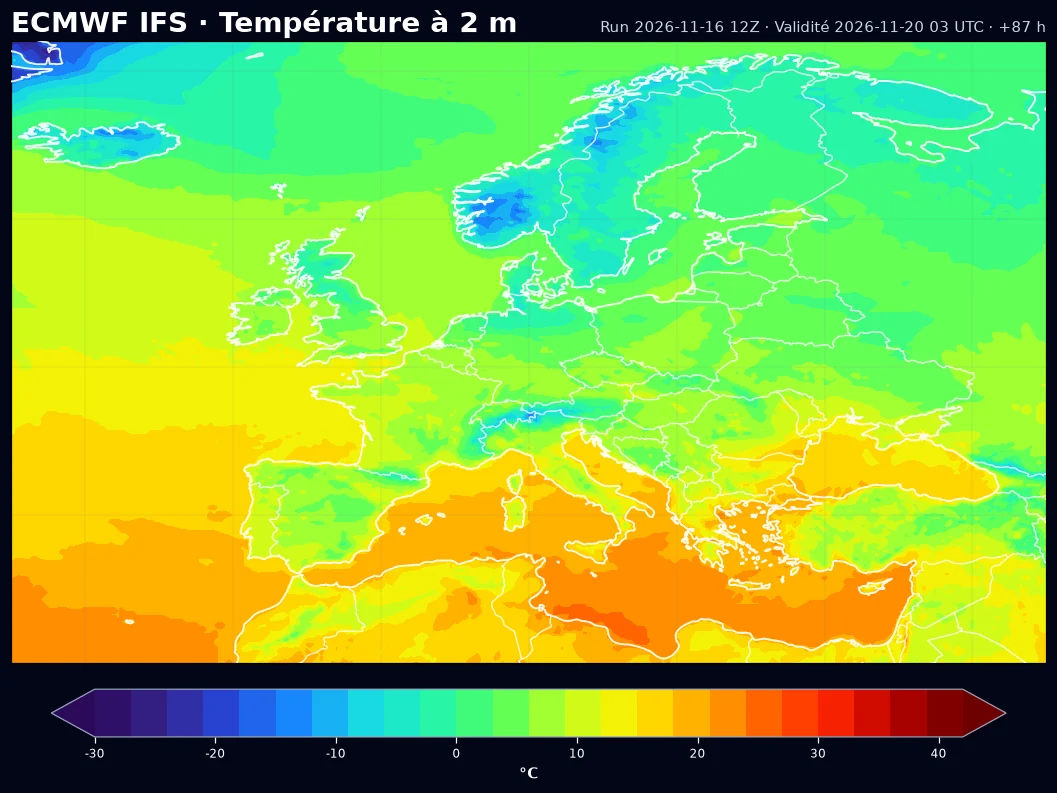 ECMWF IFS · Température à 2 m
Run 2026-11-16 12Z · Validité 2026-11-20 03 UTC · +87 h
-30 -20 -10 0 10 20 30 40
°C